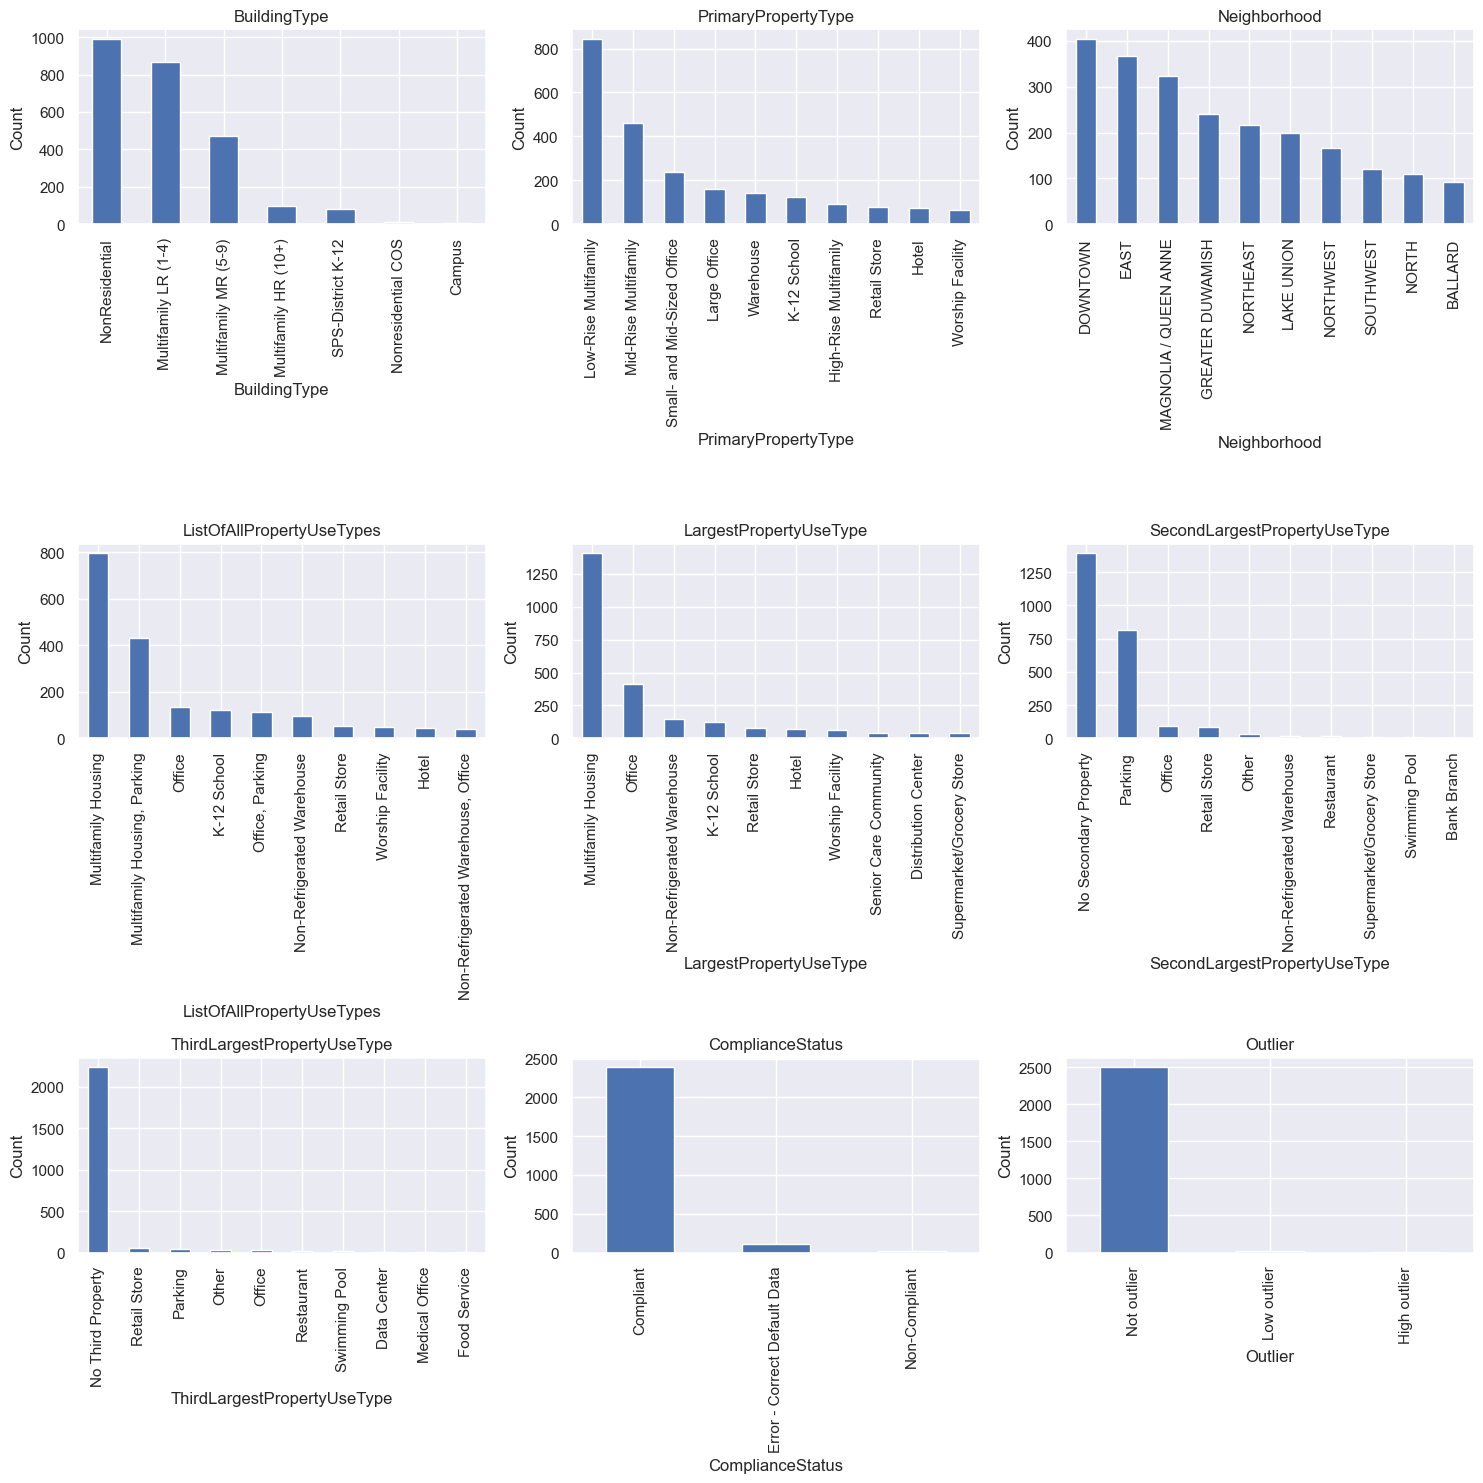 BuildingType
Count
1000
800
600
400
200
0
NonResidential
Multifamily LR (1-4)
Multifamily MR (5-9)
Multifamily HR (10+)
SPS-District K-12
Nonresidential COS
Campus
BuildingType
PrimaryPropertyType
Count
800
600
400
200
0
Low-Rise Multifamily
Mid-Rise Multifamily
Small- and Mid-Sized Office
Large Office
Warehouse
K-12 School
High-Rise Multifamily
Retail Store
Hotel
Worship Facility
PrimaryPropertyType
Neighborhood
Count
400
300
200
100
0
DOWNTOWN
EAST
MAGNOLIA / QUEEN ANNE
GREATER DUWAMISH
NORTHEAST
LAKE UNION
NORTHWEST
SOUTHWEST
NORTH
BALLARD
Neighborhood
ListOfAllPropertyUseTypes
Count
800
600
400
200
0
Multifamily Housing
Multifamily Housing, Parking
Office
K-12 School
Office, Parking
Non-Refrigerated Warehouse
Retail Store
Worship Facility
Hotel
Non-Refrigerated Warehouse, Office
ListOfAllPropertyUseTypes
LargestPropertyUseType
Count
1250
1000
750
500
250
0
Multifamily Housing
Office
Non-Refrigerated Warehouse
K-12 School
Retail Store
Hotel
Worship Facility
Senior Care Community
Distribution Center
Supermarket/Grocery Store
LargestPropertyUseType
SecondLargestPropertyUseType
Count
1250
1000
750
500
250
0
No Secondary Property
Parking
Office
Retail Store
Other
Non-Refrigerated Warehouse
Restaurant
Supermarket/Grocery Store
Swimming Pool
Bank Branch
SecondLargestPropertyUseType
ThirdLargestPropertyUseType
Count
2000
1500
1000
500
0
No Third Property
Retail Store
Parking
Other
Office
Restaurant
Swimming Pool
Data Center
Medical Office
Food Service
ThirdLargestPropertyUseType
ComplianceStatus
Count
2500
2000
1500
1000
500
0
Compliant
Error - Correct Default Data
Non-Compliant
ComplianceStatus
Outlier
Count
2500
2000
1500
1000
500
0
Not outlier
Low outlier
High outlier
Outlier